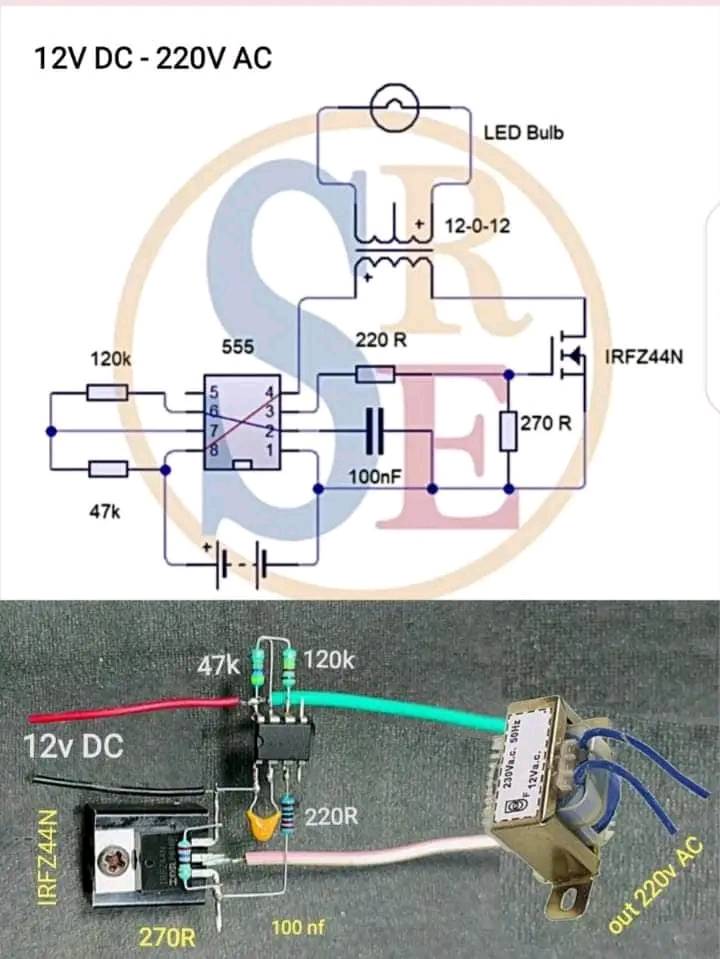 12V DC - 220V AC
LED Bulb
12-0-12
+
+
220 R
555
120k
IRFZ44N
5 4
6 3
7 2
8 1
270 R
100nF
47k
+
-
S R E
47k
120k
12v DC
230Va.c. 50Hz
F 12Va.c.
IRFZ44N
220R
out 220v AC
270R
100 nf